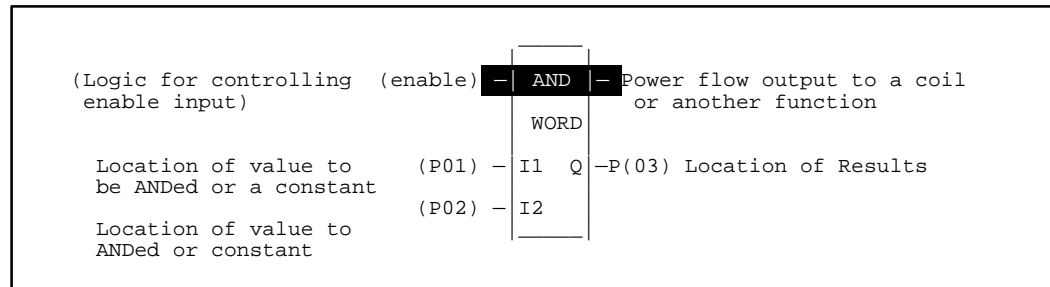 (Logic for controlling (enable) AND Power flow output to a coil
enable input) or another function
WORD
Location of value to (P01) I1 Q P(03) Location of Results
be ANDed or a constant
(P02) I2
Location of value to
ANDed or constant